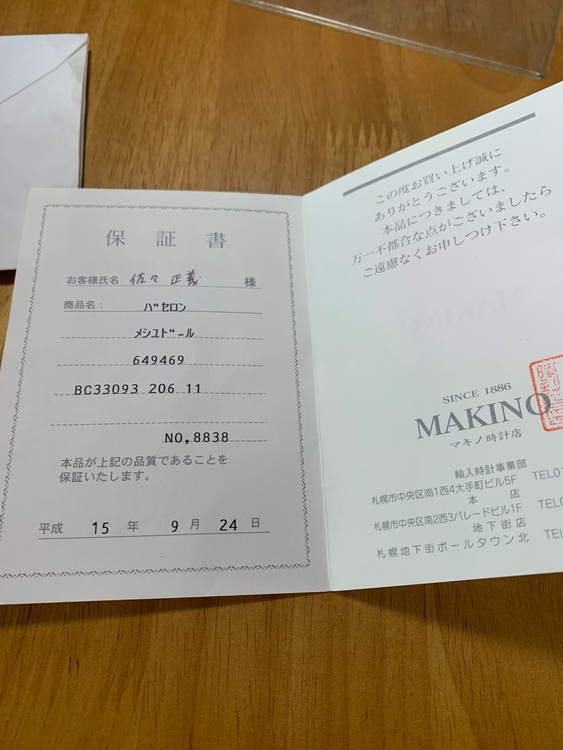 保証書
お客様氏名 佐々 正義 様
商品名： バセロン
メシユドール
649469
BC33093 206 11
NO,8838
本品が上記の品質であることを
保証いたします。
平成 15 年 9 月 24 日
この度お買い上げ誠に
ありがとうございます。
本品につきましては、
万一不都合な点がございましたら
ご遠慮なくお申しつけ下さい。
SINCE 1886
MAKINO
マキノ時計店
輸入時計事業部
札幌市中央区南1西4大手町ビル5F TEL01
本店
札幌市中央区南2西3パレードビル1F TEL0
地下街店
札幌地下街ポールタウン北 TEL